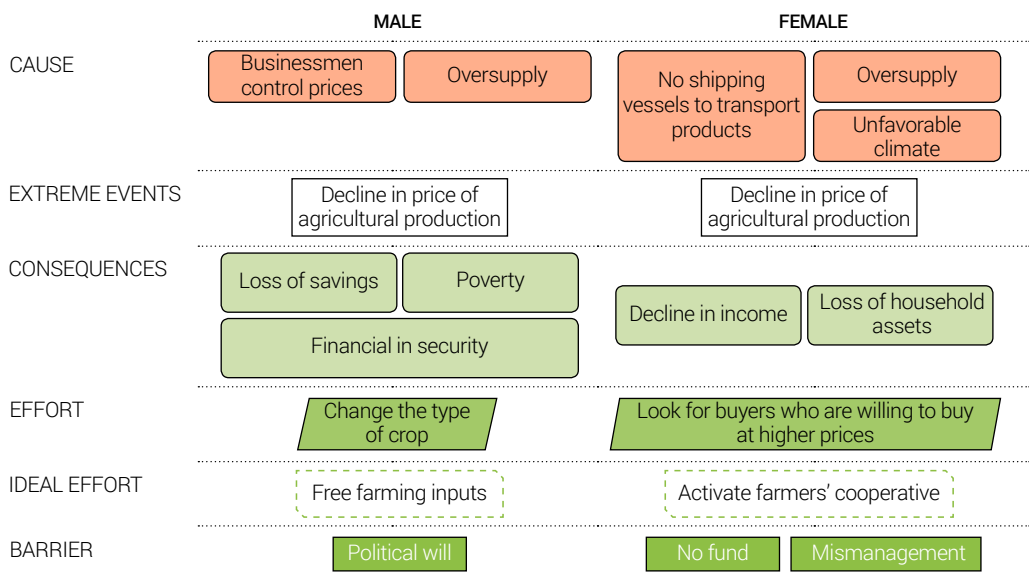 MALE
FEMALE
CAUSE
Businessmen
control prices
Oversupply
No shipping
vessels to transport
products
Oversupply
Unfavorable
climate
EXTREME EVENTS
Decline in price of
agricultural production
Decline in price of
agricultural production
CONSEQUENCES
Loss of savings
Poverty
Financial in security
Decline in income
Loss of household
assets
EFFORT
Change the type
of crop
Look for buyers who are willing to buy
at higher prices
IDEAL EFFORT
Free farming inputs
Activate farmers’ cooperative
BARRIER
Political will
No fund
Mismanagement